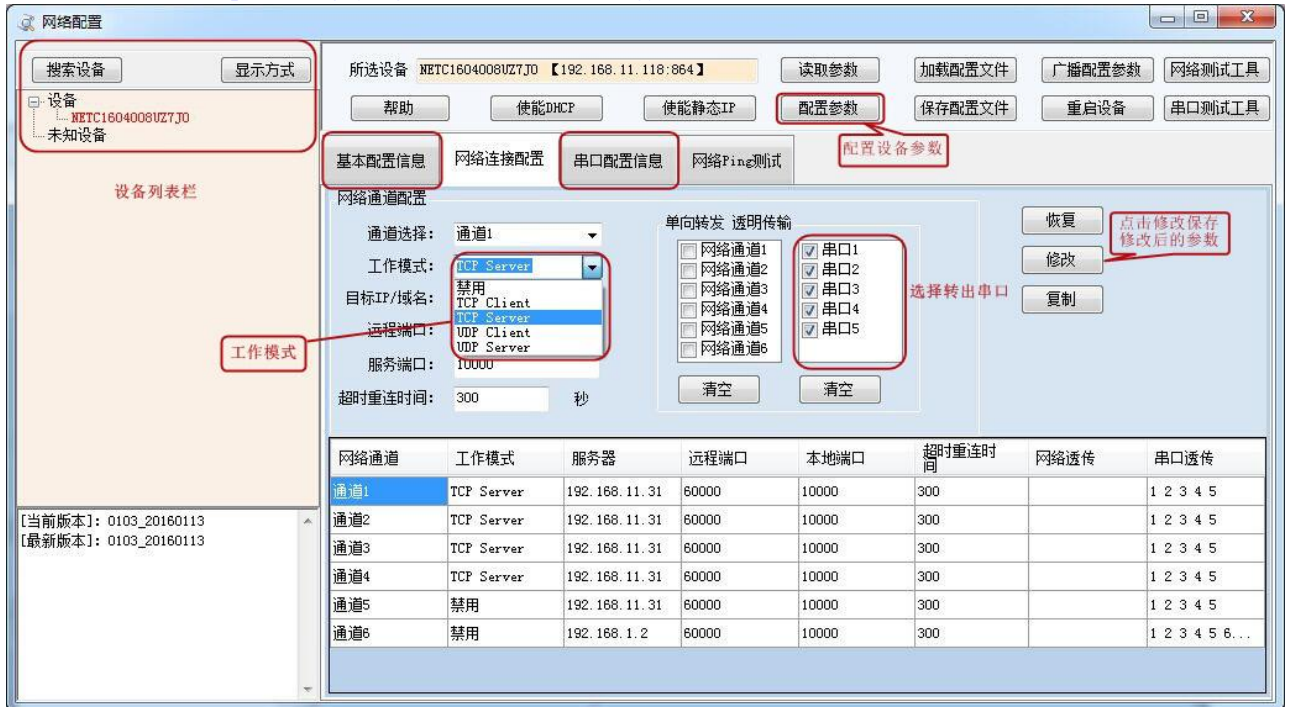 网络配置
搜索设备 显示方式
设备
NETC1604008UZ7J0
未知设备
设备列表栏
所选设备 NETC1604008UZ7J0 【192.168.11.118:864】 读取参数 加载配置文件 广播配置参数 网络测试工具
帮助 使能DHCP 使能静态IP 配置参数 保存配置文件 重启设备 串口测试工具
配置设备参数
基本配置信息 网络连接配置 串口配置信息 网络Ping测试
网络通道配置
通道选择: 通道1
工作模式: TCP Server
禁用
TCP Client
TCP Server
UDP Client
UDP Server
目标IP/域名:
远程端口:
服务端口: 10000
超时重连时间: 300 秒
工作模式
单向转发 透明传输
网络通道1 串口1
网络通道2 串口2
网络通道3 串口3
网络通道4 串口4
网络通道5 串口5
网络通道6
清空 清空
选择转出串口
恢复
修改
复制
点击修改保存
修改后的参数
网络通道 工作模式 服务器 远程端口 本地端口 超时重连时间 网络透传 串口透传
通道1 TCP Server 192.168.11.31 60000 10000 300 1 2 3 4 5
通道2 TCP Server 192.168.11.31 60000 10000 300 1 2 3 4 5
通道3 TCP Server 192.168.11.31 60000 10000 300 1 2 3 4 5
通道4 TCP Server 192.168.11.31 60000 10000 300 1 2 3 4 5
通道5 禁用 192.168.11.31 60000 10000 300 1 2 3 4 5
通道6 禁用 192.168.1.2 60000 10000 300 1 2 3 4 5 6...
[当前版本]: 0103_20160113
[最新版本]: 0103_20160113